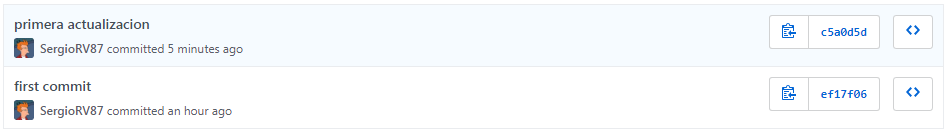 primera actualizacion
SergioRV87 committed 5 minutes ago
c5a0d5d
first commit
SergioRV87 committed an hour ago
ef17f06